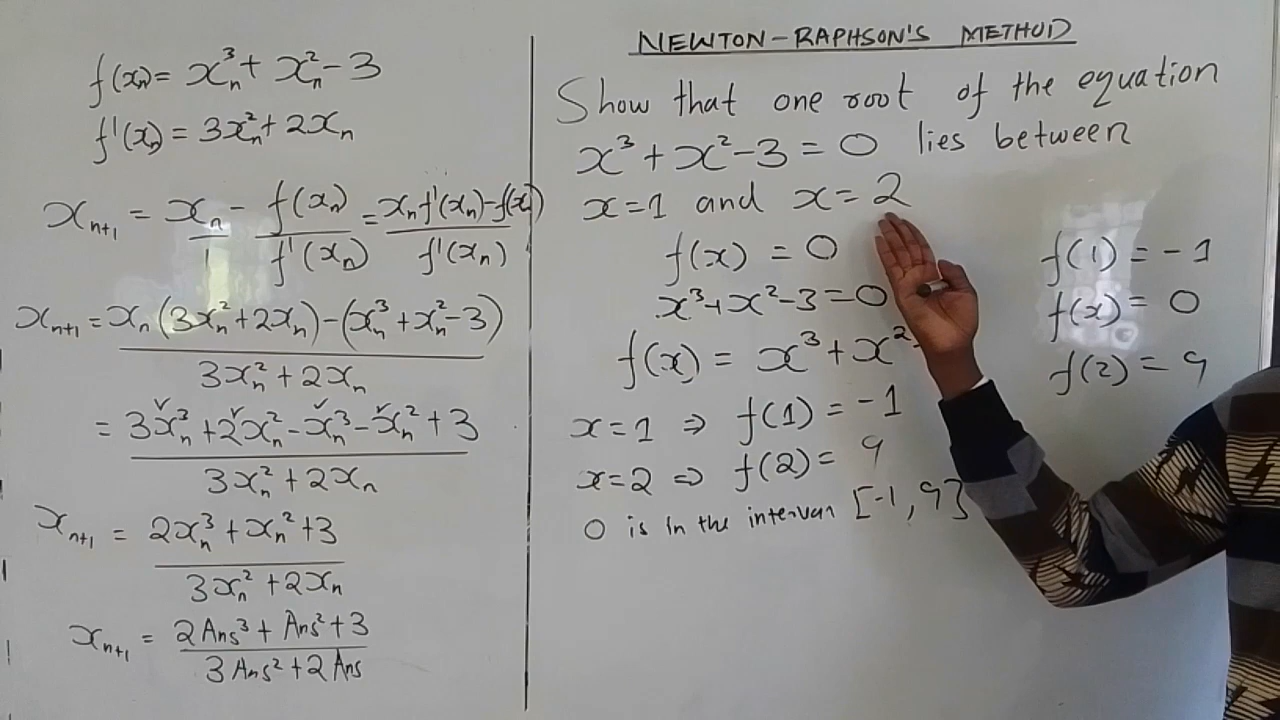 f(xₙ) = xₙ³ + xₙ² − 3
f'(xₙ) = 3xₙ² + 2xₙ
xₙ₊₁ = xₙ/1 − f(xₙ)/f'(xₙ) = (xₙf'(xₙ) − f(xₙ))/f'(xₙ)
xₙ₊₁ = (xₙ(3xₙ² + 2xₙ) − (xₙ³ + xₙ² − 3))/(3xₙ² + 2xₙ)
= (3xₙ³ + 2xₙ² − xₙ³ − xₙ² + 3)/(3xₙ² + 2xₙ)
xₙ₊₁ = (2xₙ³ + xₙ² + 3)/(3xₙ² + 2xₙ)
xₙ₊₁ = (2Ans³ + Ans² + 3)/(3Ans² + 2Ans)
NEWTON-RAPHSON'S METHOD
Show that one root of the equation
x³ + x² − 3 = 0 lies between
x=1 and x=2
f(x) = 0
x³ + x² − 3 = 0
f(x) = x³ + x²
x=1 ⇒ f(1) = −1
x=2 ⇒ f(2) = 9
0 is in the interval [−1, 9]
f(1) = −1
f(x) = 0
f(2) = 9